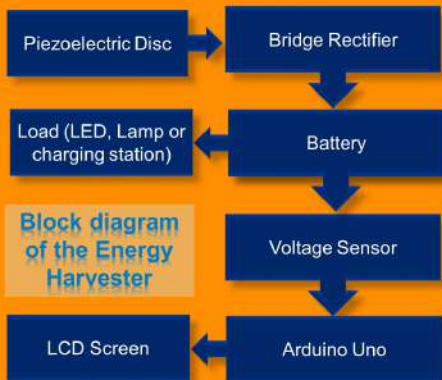 Piezoelectric Disc
Bridge Rectifier
Load (LED, Lamp or
charging station)
Battery
Block diagram
of the Energy
Harvester
Voltage Sensor
LCD Screen
Arduino Uno